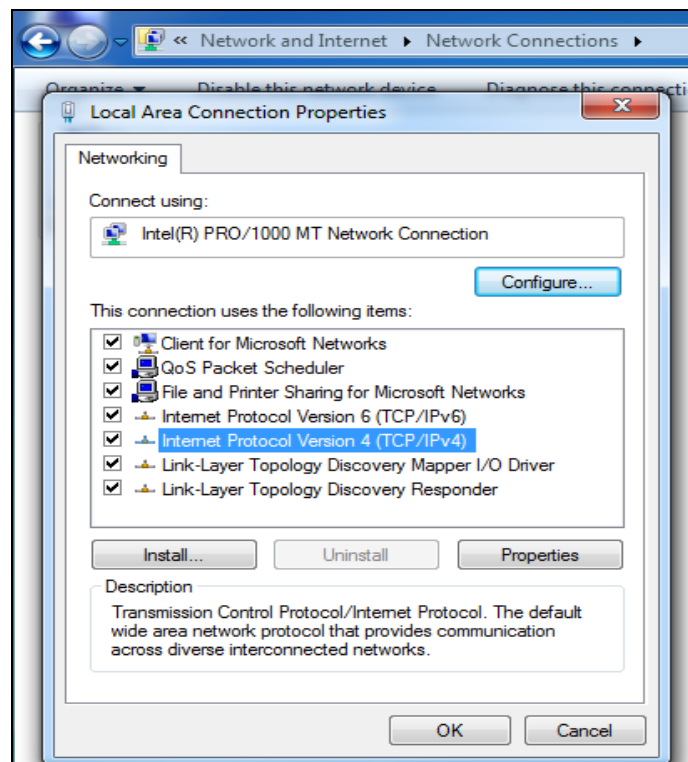 « Network and Internet ▸ Network Connections ▸
Organize ▾ Disable this network device Diagnose this connecti
Local Area Connection Properties
Networking
Connect using:
Intel(R) PRO/1000 MT Network Connection
Configure...
This connection uses the following items:
Client for Microsoft Networks
QoS Packet Scheduler
File and Printer Sharing for Microsoft Networks
Internet Protocol Version 6 (TCP/IPv6)
Internet Protocol Version 4 (TCP/IPv4)
Link-Layer Topology Discovery Mapper I/O Driver
Link-Layer Topology Discovery Responder
Install... Uninstall Properties
Description
Transmission Control Protocol/Internet Protocol. The default
wide area network protocol that provides communication
across diverse interconnected networks.
OK Cancel